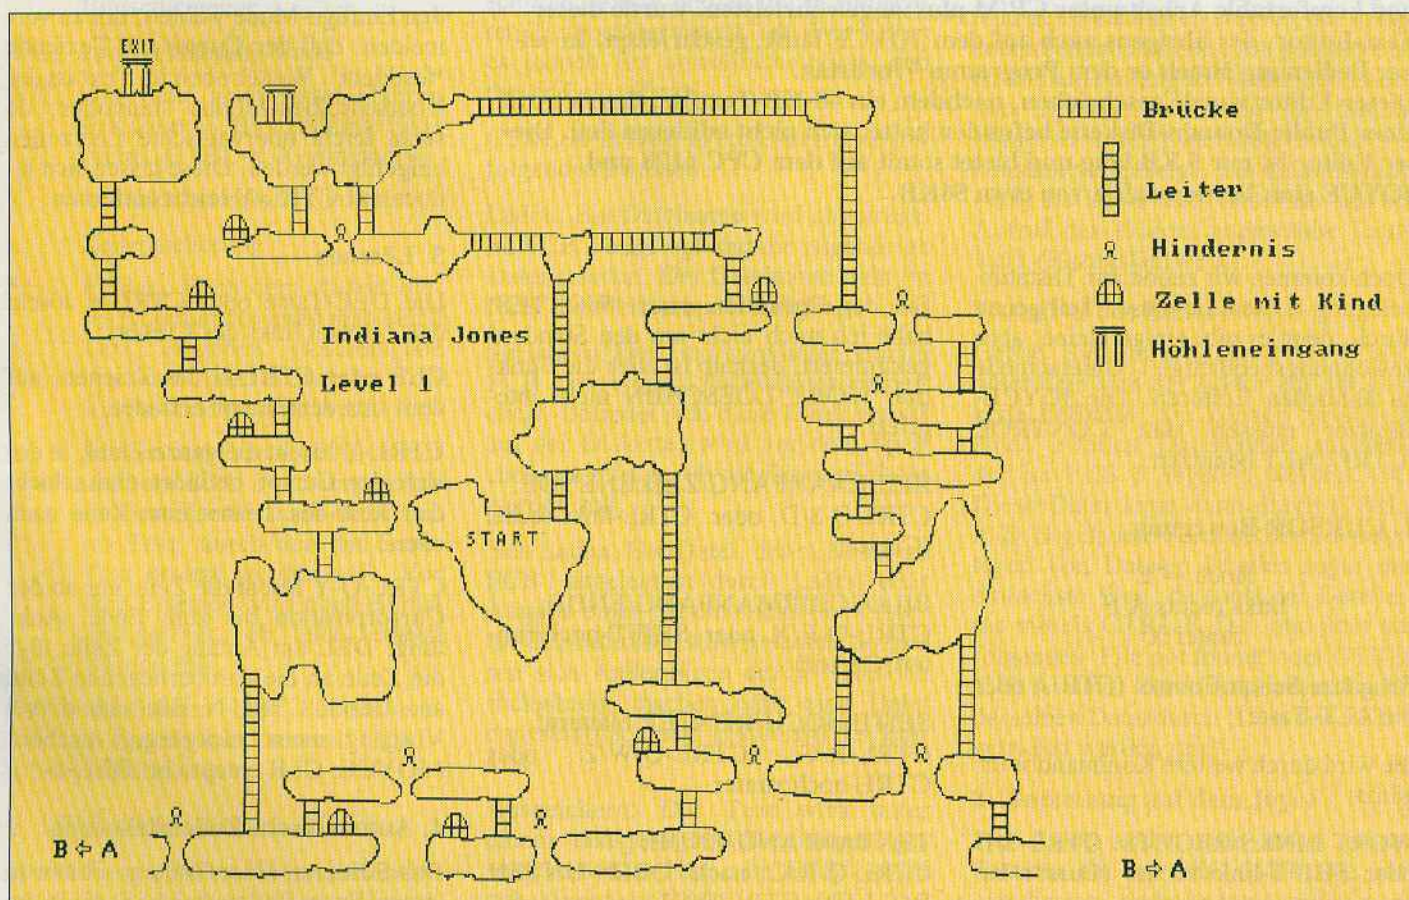 EXIT
Brücke
Leiter
Hindernis
Zelle mit Kind
Höhleneingang
Indiana Jones
Level 1
START
B ⇦ A
B ⇨ A